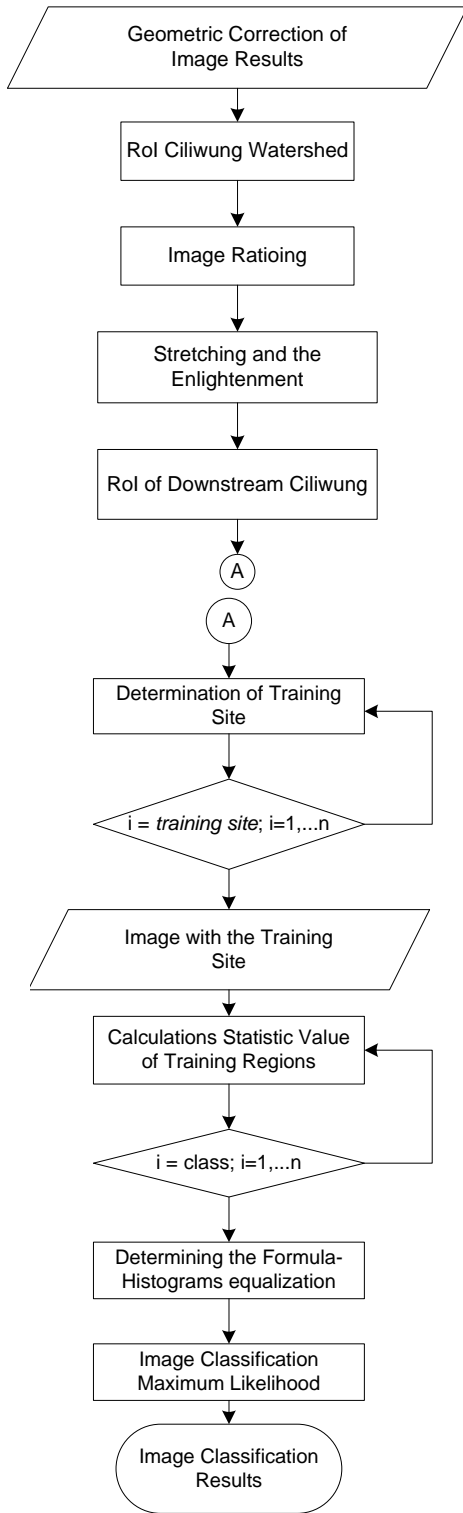 Geometric Correction of
Image Results
RoI Ciliwung Watershed
Image Ratioing
Stretching and the
Enlightenment
RoI of Downstream Ciliwung
A
A
Determination of Training
Site
i = training site; i=1,...n
Image with the Training
Site
Calculations Statistic Value
of Training Regions
i = class; i=1,...n
Determining the Formula-
Histograms equalization
Image Classification
Maximum Likelihood
Image Classification
Results